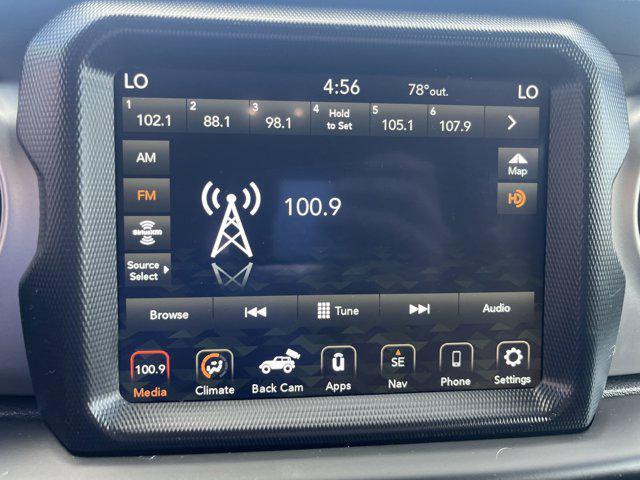 LO 4:56 78° out. LO
1 102.1 2 88.1 3 98.1 4 Hold to Set 5 105.1 6 107.9
AM
Map
FM
100.9
HD
SiriusXM
Source
Select
Browse Tune Audio
100.9 SE
Media Climate Back Cam Apps Nav Phone Settings